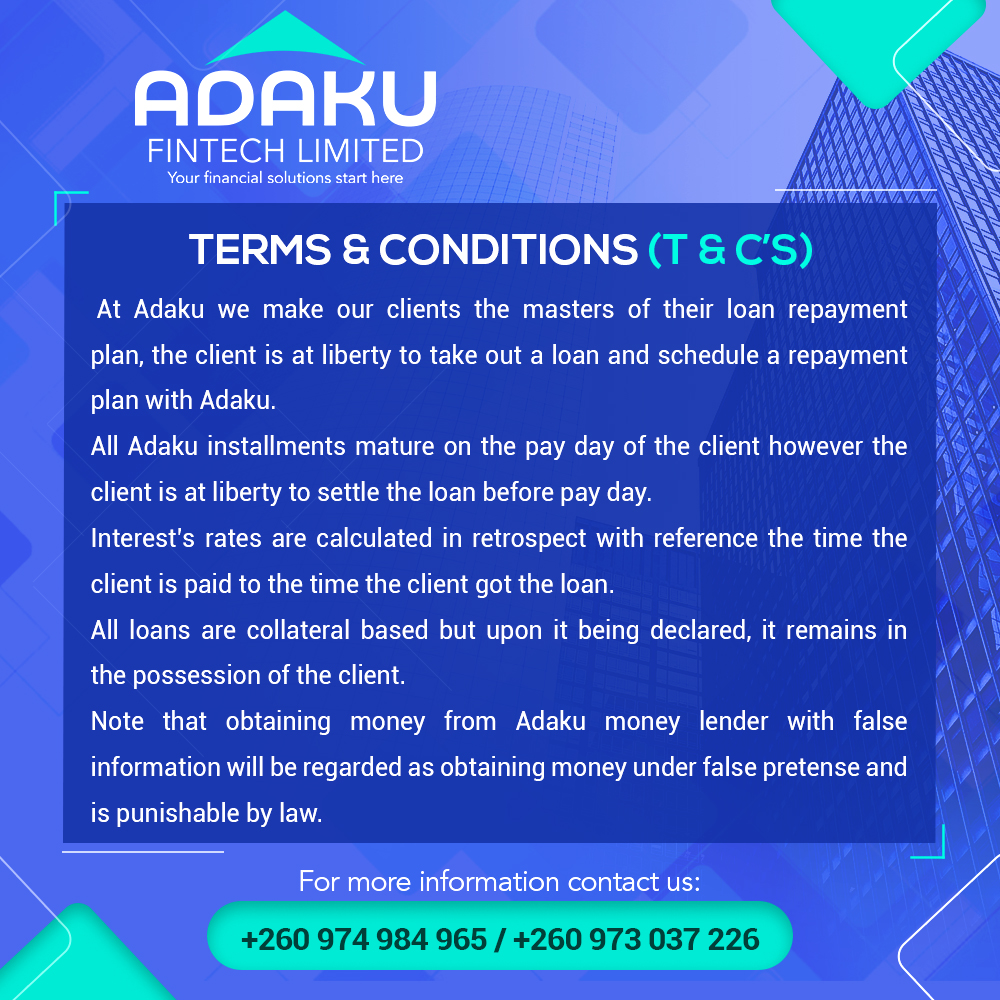 ADAKU
FINTECH LIMITED
Your financial solutions start here
TERMS & CONDITIONS (T & C'S)
At Adaku we make our clients the masters of their loan repayment
plan, the client is at liberty to take out a loan and schedule a repayment
plan with Adaku.
All Adaku installments mature on the pay day of the client however the
client is at liberty to settle the loan before pay day.
Interest's rates are calculated in retrospect with reference the time the
client is paid to the time the client got the loan.
All loans are collateral based but upon it being declared, it remains in
the possession of the client.
Note that obtaining money from Adaku money lender with false
information will be regarded as obtaining money under false pretense and
is punishable by law.
For more information contact us:
+260 974 984 965 / +260 973 037 226